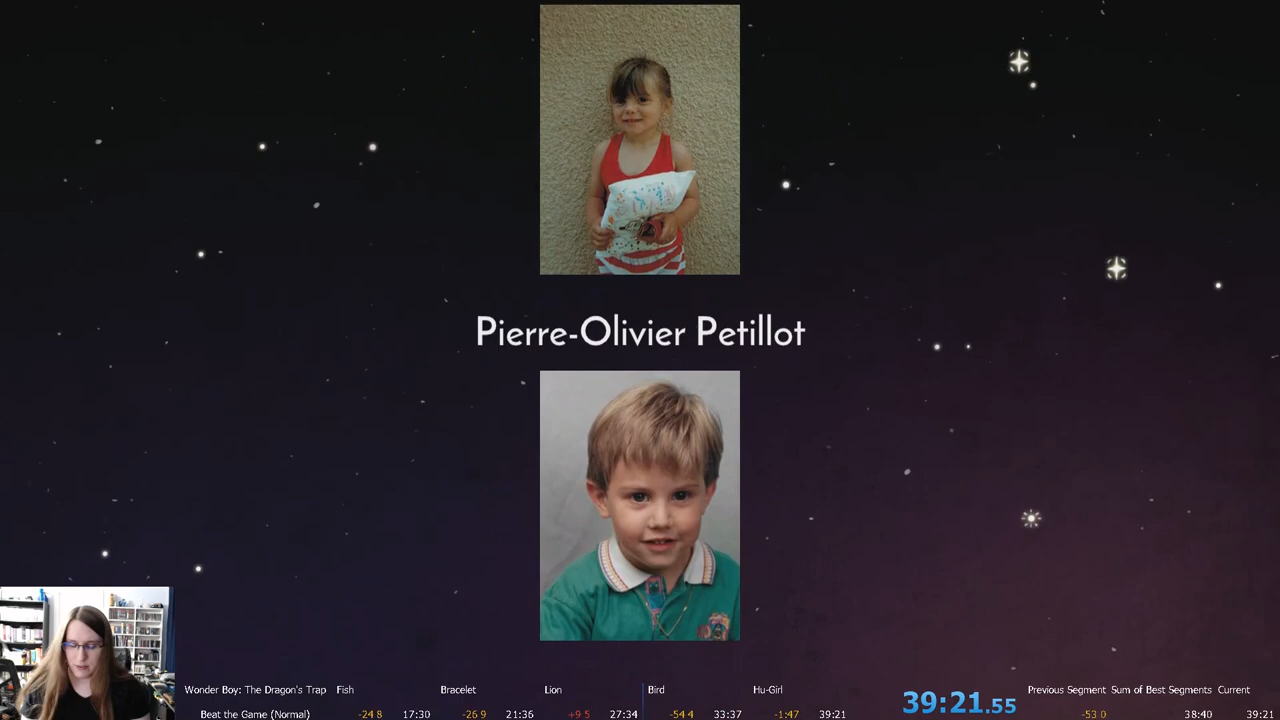 Pierre-Olivier Petillot
Wonder Boy: The Dragon's Trap Fish Bracelet Lion Bird Hu-Girl Previous Segment Sum of Best Segments Current
Beat the Game (Normal) -24.8 17:30 -26.9 21:36 +9.5 27:34 -54.4 33:37 -1:47 39:21 39:21.55 -53.0 38:40 39:21